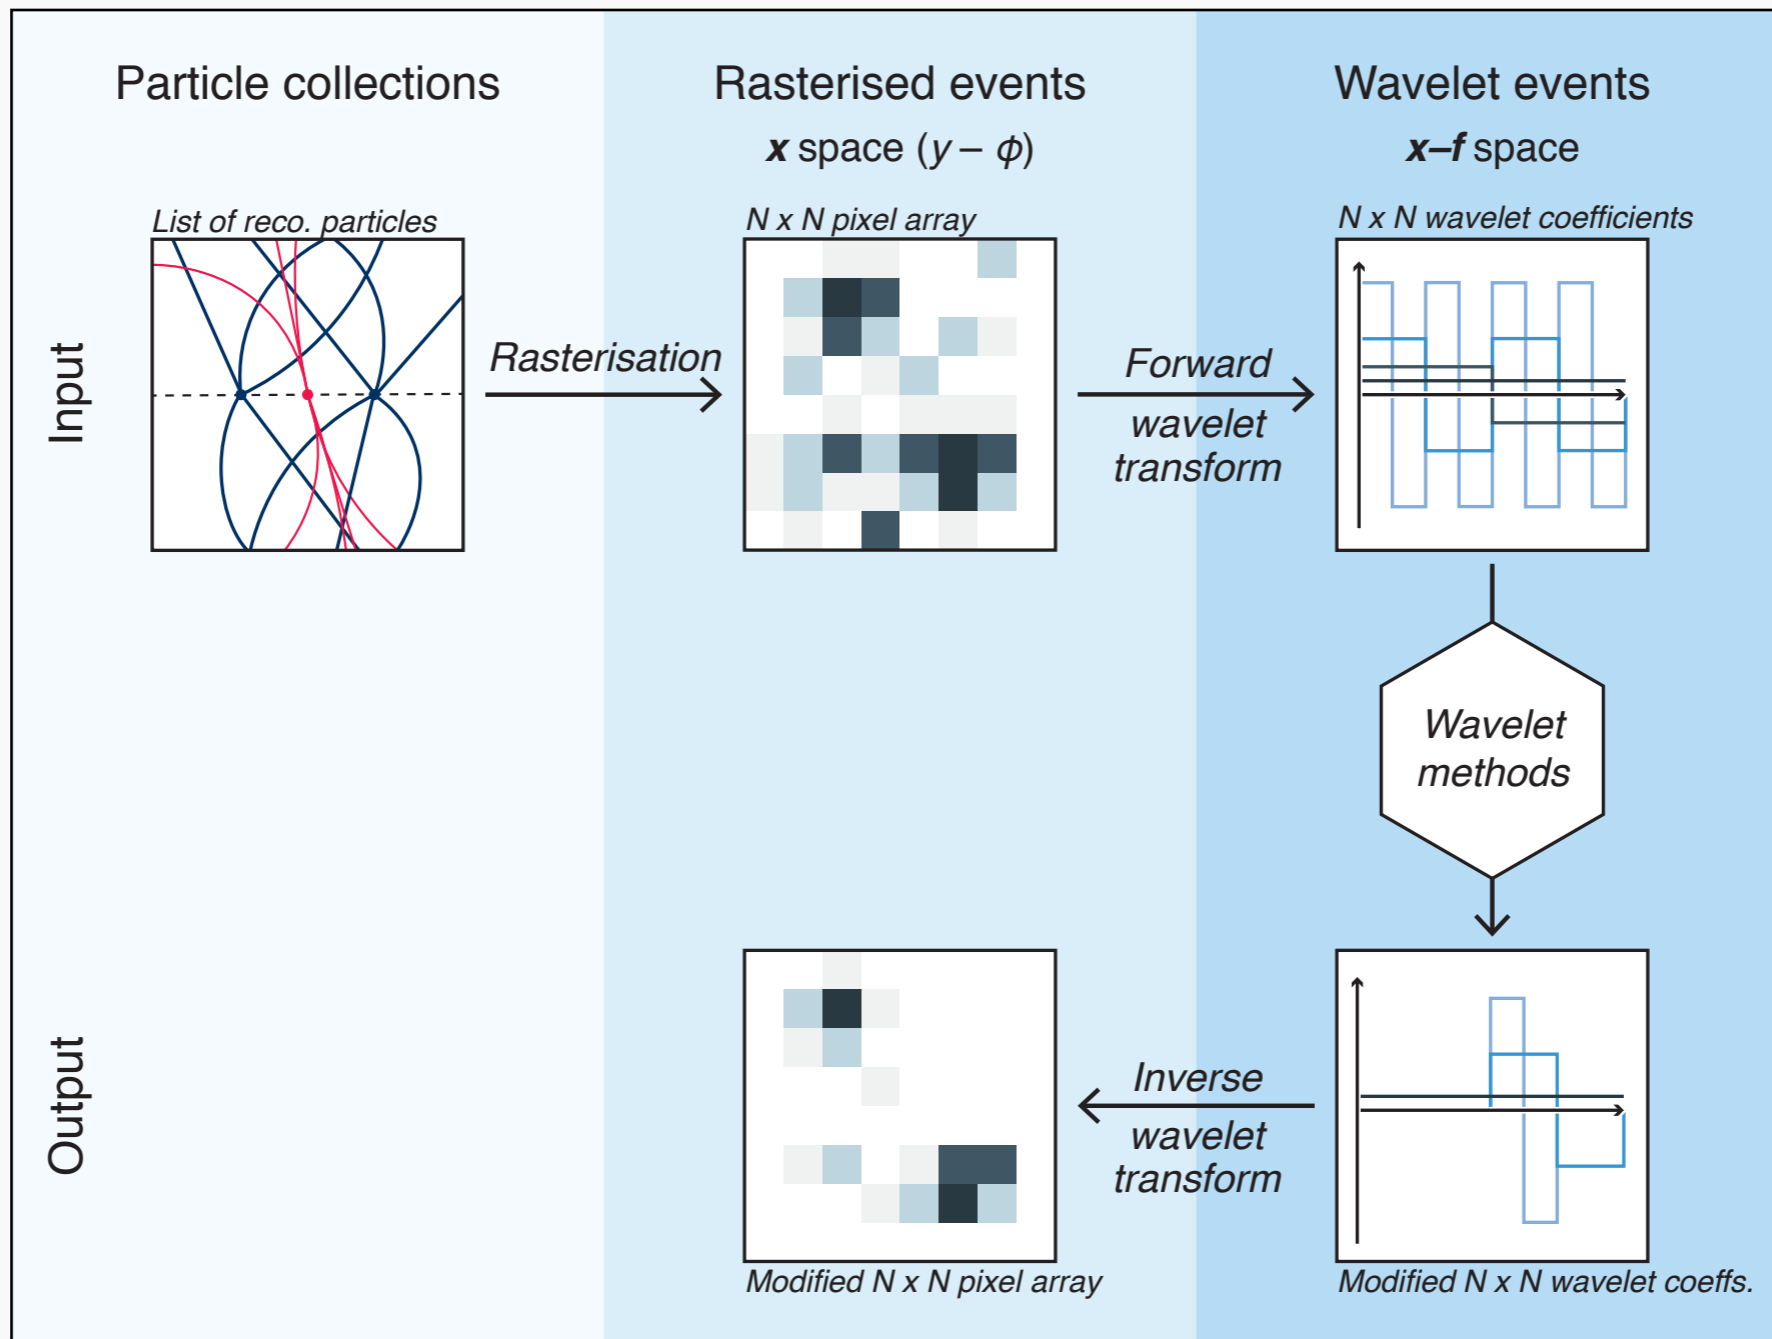 Particle collections
Rasterised events
Wavelet events
x space (y – ϕ)
x–f space
List of reco. particles
N x N pixel array
N x N wavelet coefficients
Input
Rasterisation
Forward
wavelet
transform
Wavelet
methods
Output
Inverse
wavelet
transform
Modified N x N pixel array
Modified N x N wavelet coeffs.